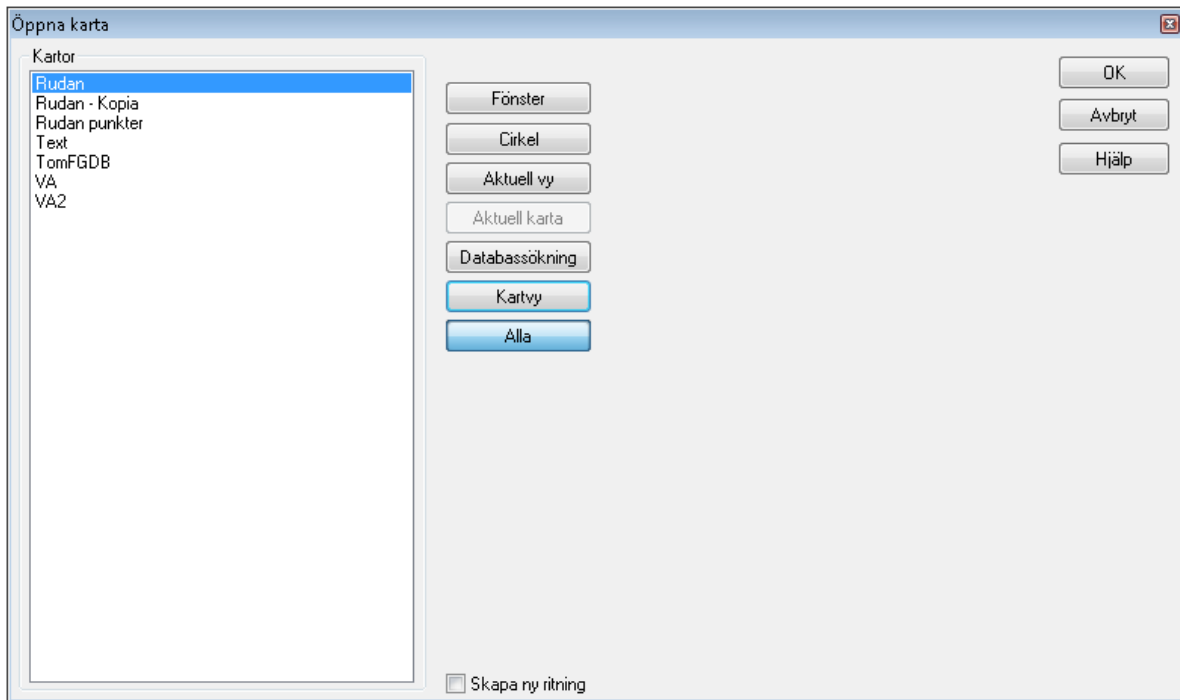 Öppna karta
Kartor
Rudan
Rudan - Kopia
Rudan punkter
Text
TomFGDB
VA
VA2
Fönster
Cirkel
Aktuell vy
Aktuell karta
Databassökning
Kartvy
Alla
Skapa ny ritning
OK
Avbryt
Hjälp